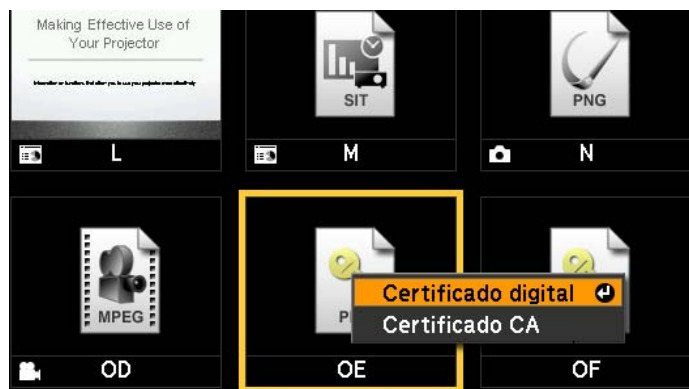 Making Effective Use of
Your Projector
SIT
PNG
L
M
N
MPEG
P
Certificado digital
Certificado CA
OD
OE
OF